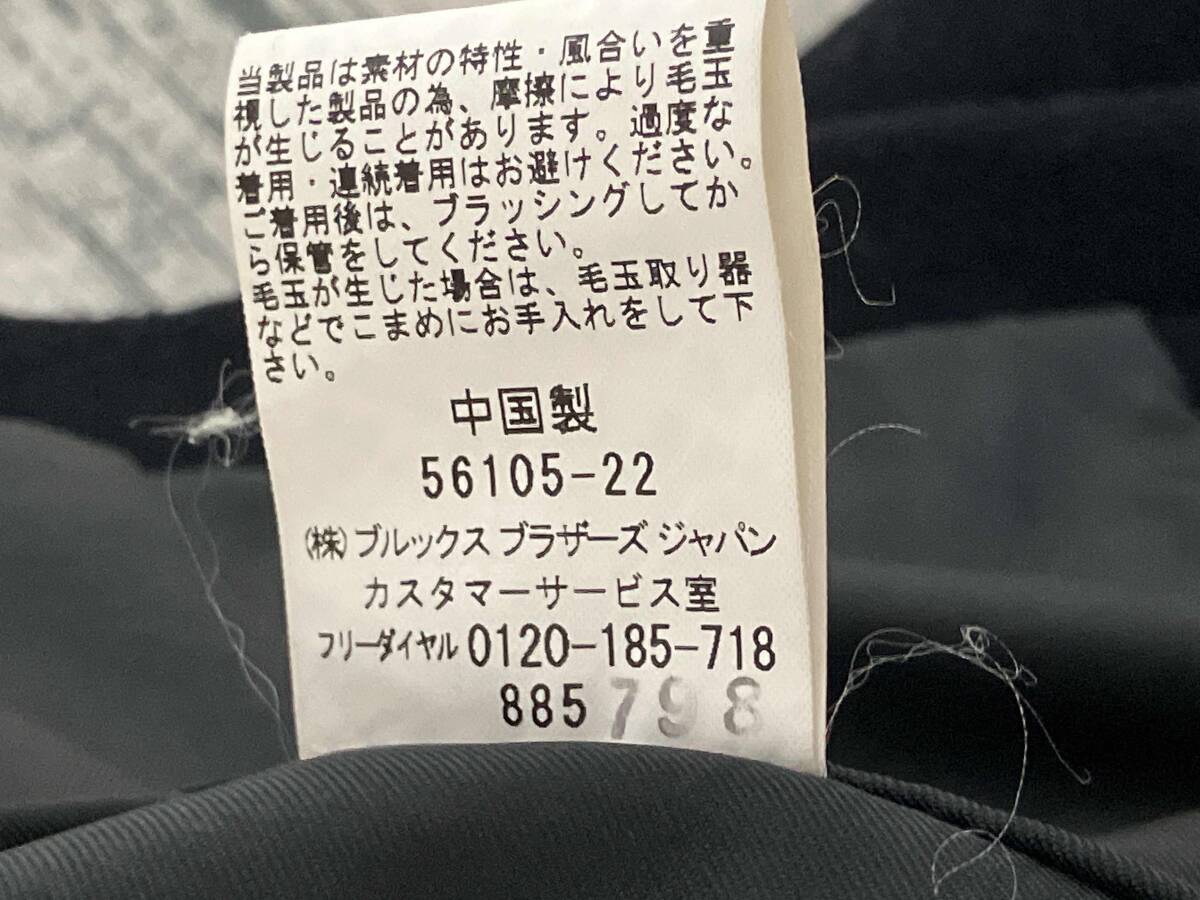 当製品は素材の特性・風合いを重
視した製品の為、摩擦により毛玉
が生じることがあります。過度な
着用・連続着用はお避けください。
ご着用後は、ブラッシングしてか
ら保管をしてください。
毛玉が生じた場合は、毛玉取り器
などでこまめにお手入れをして下
さい。
中国製
56105-22
(株)ブルックス ブラザーズ ジャパン
カスタマーサービス室
フリーダイヤル 0120-185-718
885 798